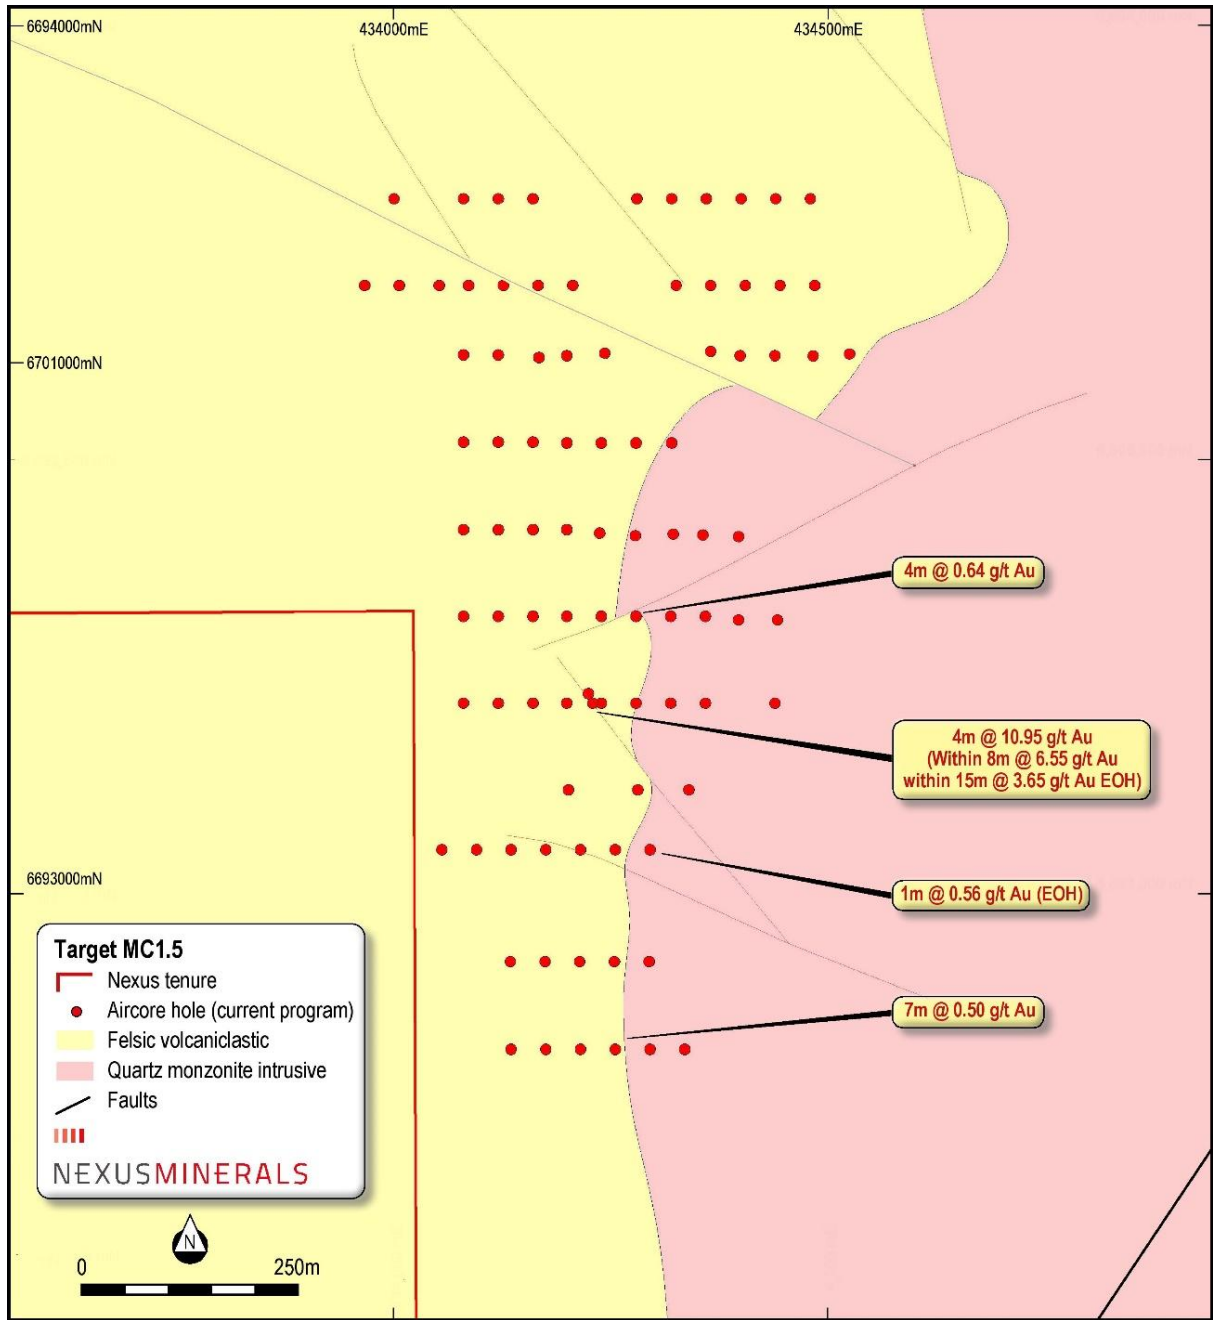 6694000mN
434000mE
434500mE
6701000mN
4m @ 0.64 g/t Au
4m @ 10.95 g/t Au
(Within 8m @ 6.55 g/t Au
within 15m @ 3.65 g/t Au EOH)
6693000mN
1m @ 0.56 g/t Au (EOH)
7m @ 0.50 g/t Au
Target MC1.5
Nexus tenure
Aircore hole (current program)
Felsic volcaniclastic
Quartz monzonite intrusive
Faults
NEXUSMINERALS
N
0 250m